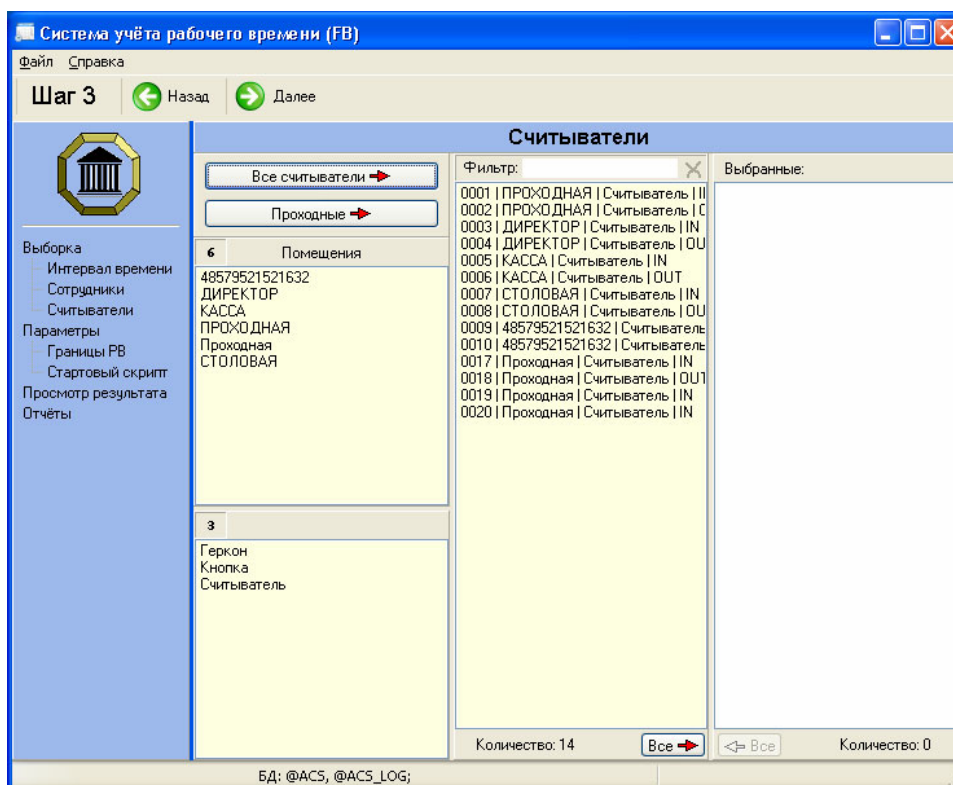 Система учёта рабочего времени (FB)
Файл Справка
Шаг 3 Назад Далее
Считыватели
Выборка
Интервал времени
Сотрудники
Считыватели
Параметры
Границы РВ
Стартовый скрипт
Просмотр результата
Отчёты
Все считыватели
Проходные
6 Помещения
48579521521632
ДИРЕКТОР
КАССА
ПРОХОДНАЯ
Проходная
СТОЛОВАЯ
3
Геркон
Кнопка
Считыватель
Фильтр:
0001 | ПРОХОДНАЯ | Считыватель |
0002 | ПРОХОДНАЯ | Считыватель |
0003 | ДИРЕКТОР | Считыватель | IN
0004 | ДИРЕКТОР | Считыватель | OU
0005 | КАССА | Считыватель | IN
0006 | КАССА | Считыватель | OUT
0007 | СТОЛОВАЯ | Считыватель | IN
0008 | СТОЛОВАЯ | Считыватель | OU
0009 | 48579521521632 | Считыватель
0010 | 48579521521632 | Считыватель
0017 | Проходная | Считыватель | IN
0018 | Проходная | Считыватель | OUT
0019 | Проходная | Считыватель | IN
0020 | Проходная | Считыватель | IN
Количество: 14 Все
Выбранные:
Все Количество: 0
БД: @ACS, @ACS_LOG;